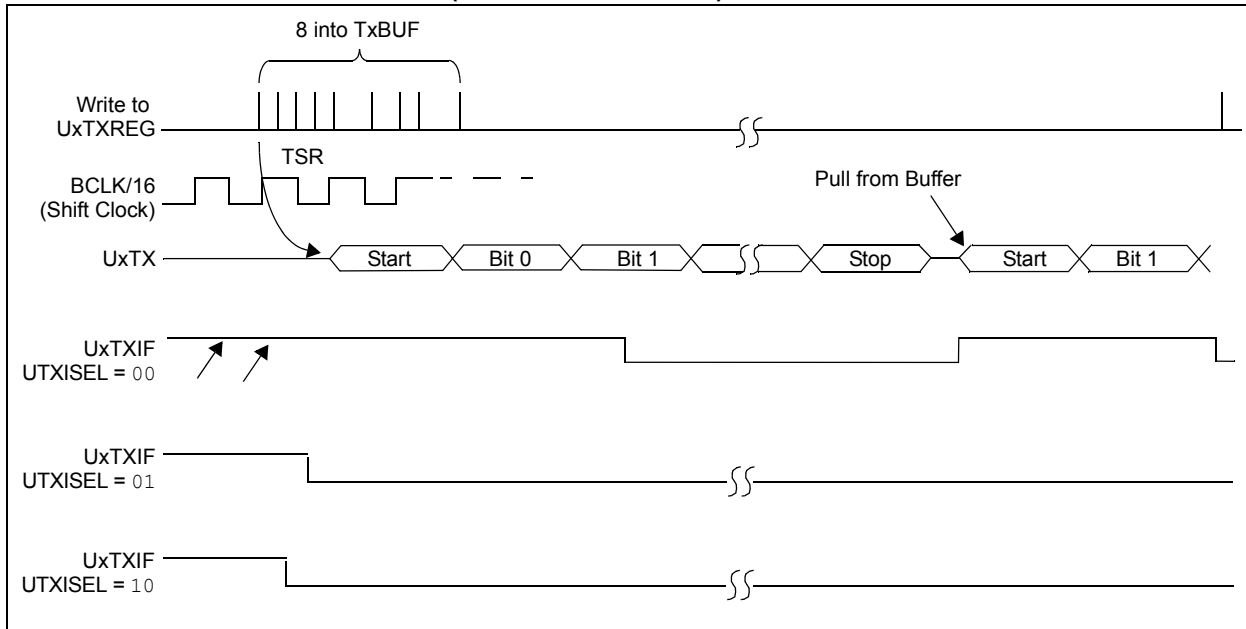 8 into TxBUF
Write to
UxTXREG
TSR
BCLK/16
(Shift Clock)
Pull from Buffer
UxTX
Start
Bit 0
Bit 1
Stop
Start
Bit 1
UxTXIF
UTXISEL = 00
UxTXIF
UTXISEL = 01
UxTXIF
UTXISEL = 10